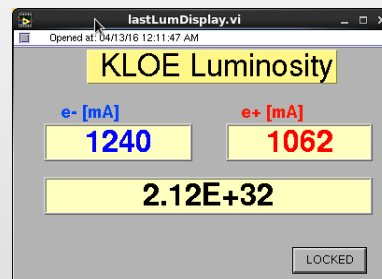 lastLumDisplay.vi
Opened at: 04/13/16 12:11:47 AM
KLOE Luminosity
e- [mA] e+ [mA]
1240 1062
2.12E+32
LOCKED